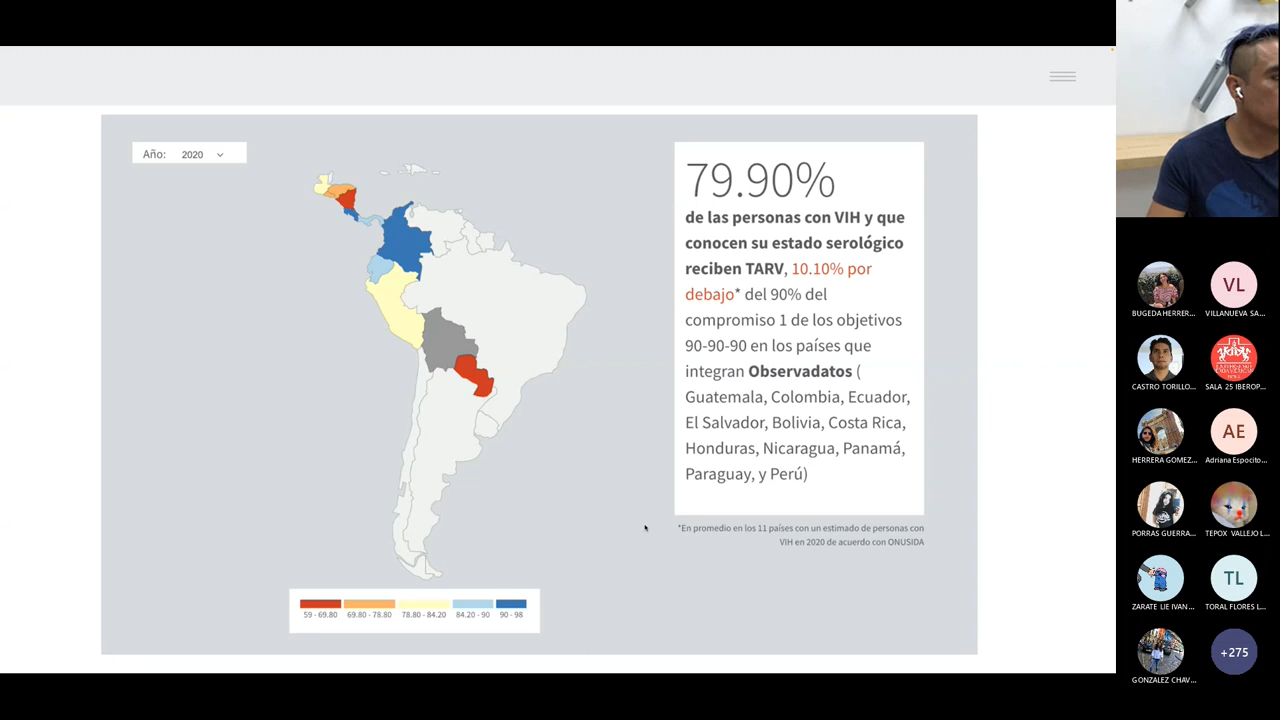 Año: 2020
79.90%
de las personas con VIH y que
conocen su estado serológico
reciben TARV, 10.10% por
debajo* del 90% del
compromiso 1 de los objetivos
90-90-90 en los países que
integran Observadatos (
Guatemala, Colombia, Ecuador,
El Salvador, Bolivia, Costa Rica,
Honduras, Nicaragua, Panamá,
Paraguay, y Perú)
*En promedio en los 11 países con un estimado de personas con
VIH en 2020 de acuerdo con ONUSIDA
59 - 69.80 69.80 - 78.80 78.80 - 84.20 84.20 - 90 90 - 98
VL
BUGEDA HERRER... VILLANUEVA SA...
CASTRO TORILLO... SALA 25 IBEROP...
AE
HERRERA GOMEZ... Adriana Esposito...
PORRAS GUERRA... TEPOX VALLEJO L...
TL
ZARATE LIE IVAN... TORAL FLORES L...
+275
GONZALEZ CHAV...